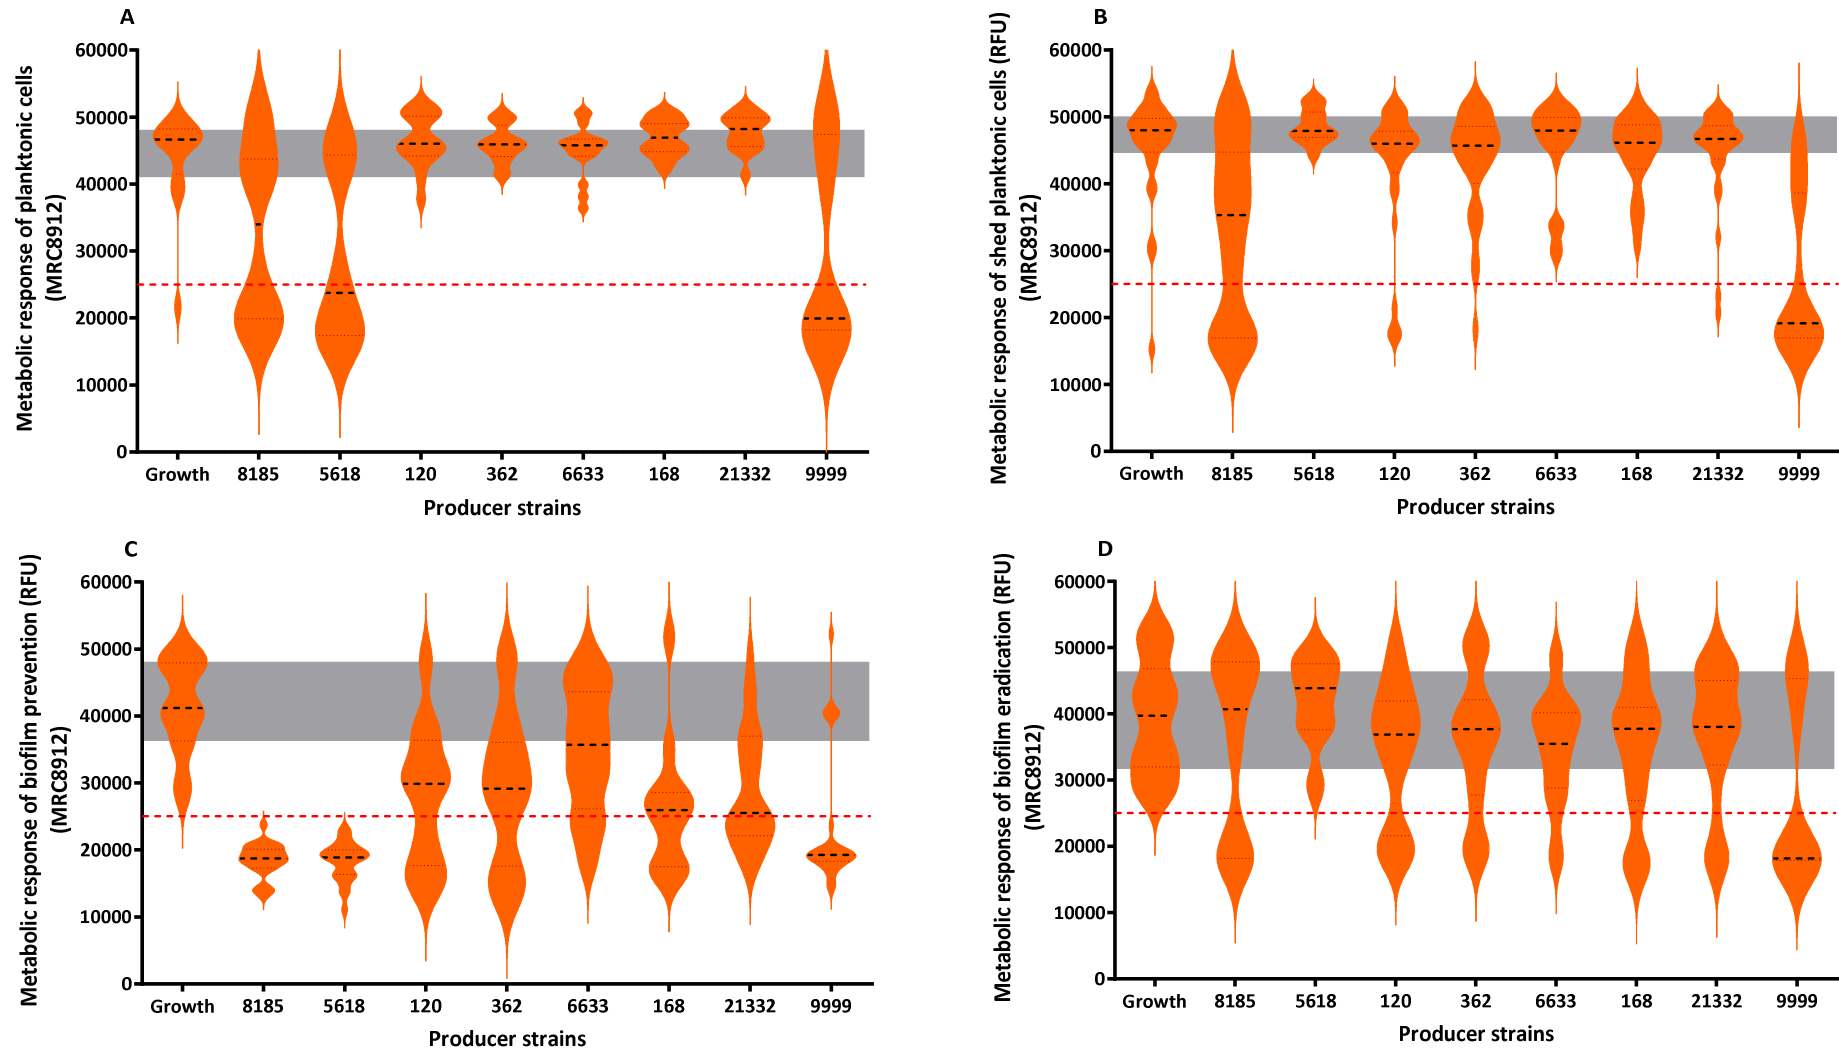 A
Metabolic response of planktonic cells
(MRC8912)
60000
50000
40000
30000
20000
10000
0
Growth 8185 5618 120 362 6633 168 21332 9999
Producer strains
B
Metabolic response of shed planktonic cells (RFU)
(MRC8912)
60000
50000
40000
30000
20000
10000
0
Growth 8185 5618 120 362 6633 168 21332 9999
Producer strains
C
Metabolic response of biofilm prevention (RFU)
(MRC8912)
60000
50000
40000
30000
20000
10000
0
Growth 8185 5618 120 362 6633 168 21332 9999
Producer strains
D
Metabolic response of biofilm eradication (RFU)
(MRC8912)
60000
50000
40000
30000
20000
10000
0
Growth 8185 5618 120 362 6633 168 21332 9999
Producer strains